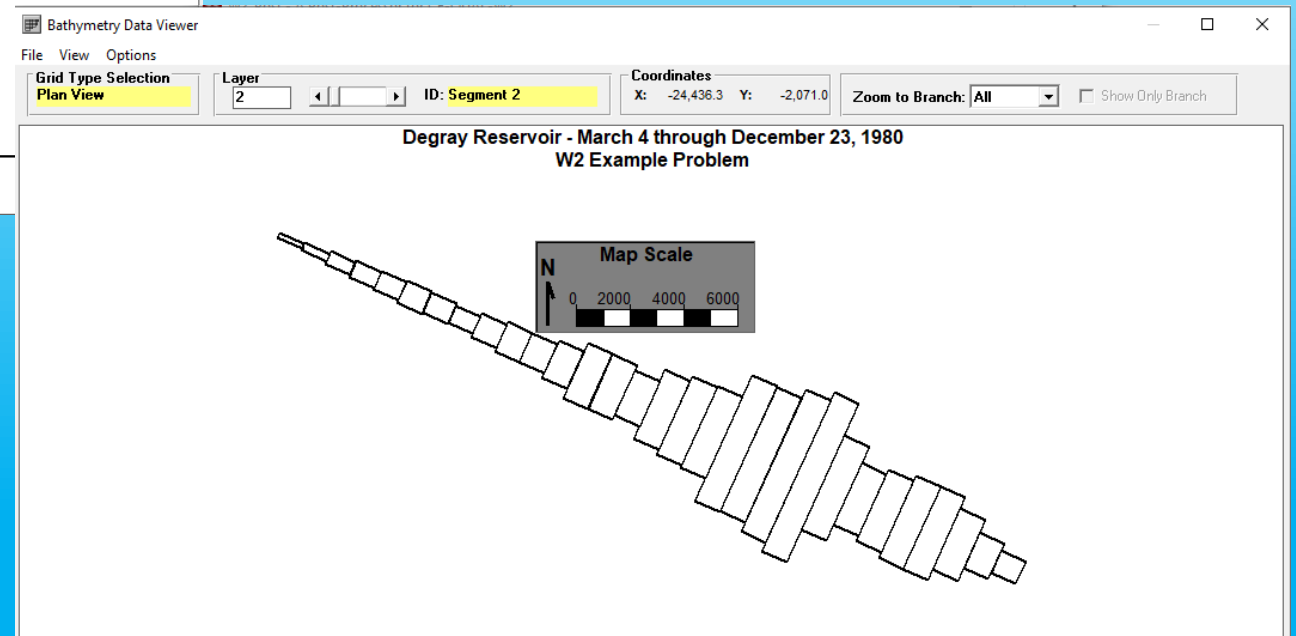 Bathymetry Data Viewer
File View Options
Grid Type Selection
Plan View
Layer
2
ID: Segment 2
Coordinates
X: -24,436.3 Y: -2,071.0
Zoom to Branch: All
Show Only Branch
Degray Reservoir - March 4 through December 23, 1980
W2 Example Problem
Map Scale
N
0 2000 4000 6000